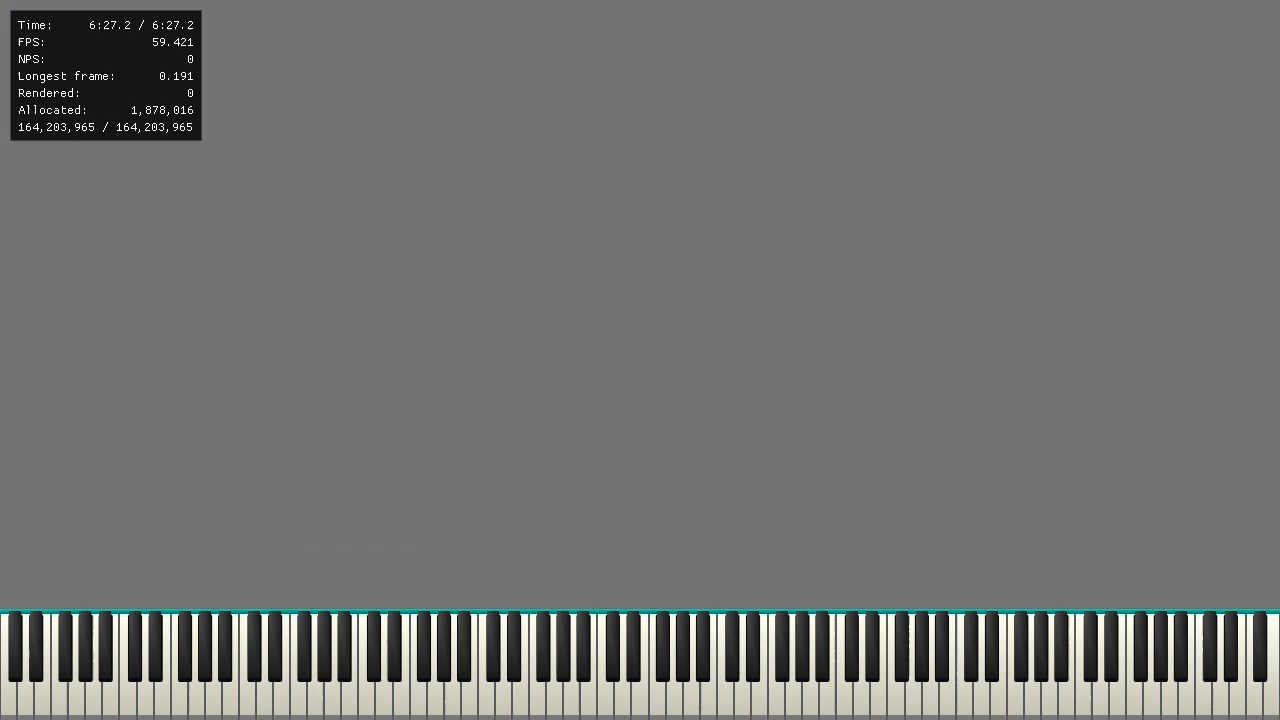 Time: 6:27.2 / 6:27.2
FPS: 59.421
NPS: 0
Longest frame: 0.191
Rendered: 0
Allocated: 1,878,016
164,203,965 / 164,203,965